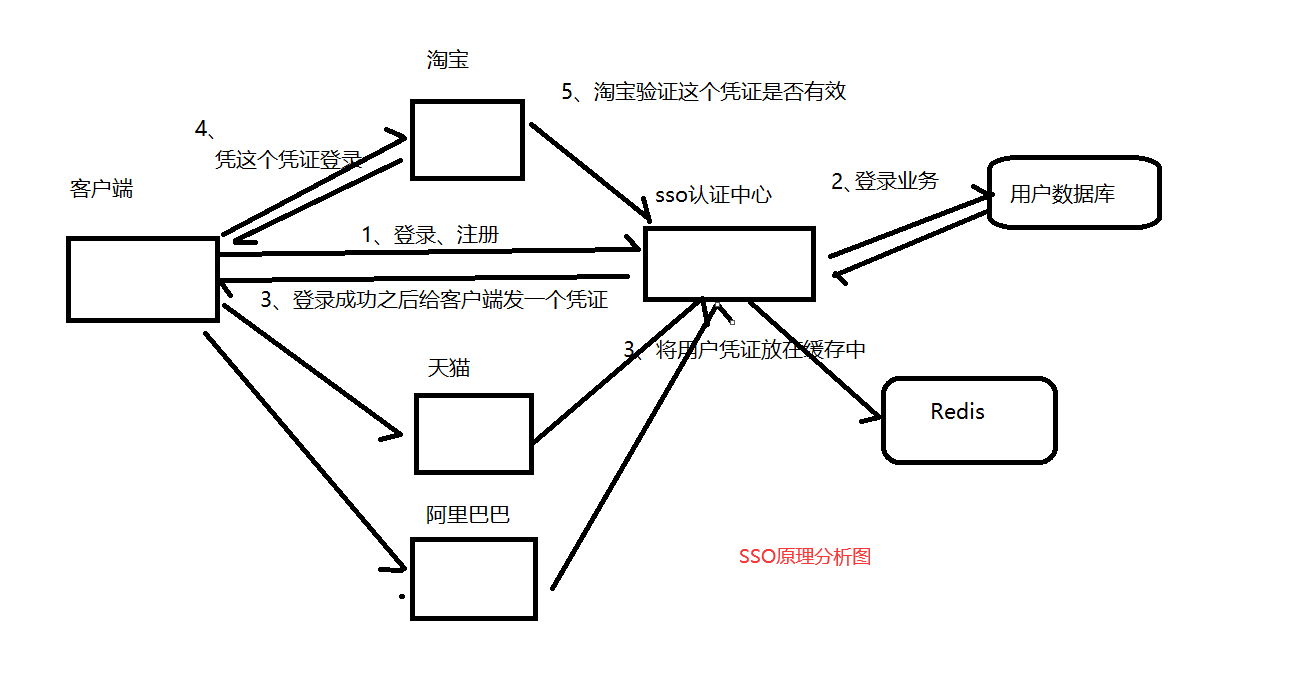 淘宝
5、淘宝验证这个凭证是否有效
4、
凭这个凭证登录
客户端
sso认证中心
2、登录业务
用户数据库
1、登录、注册
3、登录成功之后给客户端发一个凭证
3、将用户凭证放在缓存中
天猫
Redis
阿里巴巴
SSO原理分析图